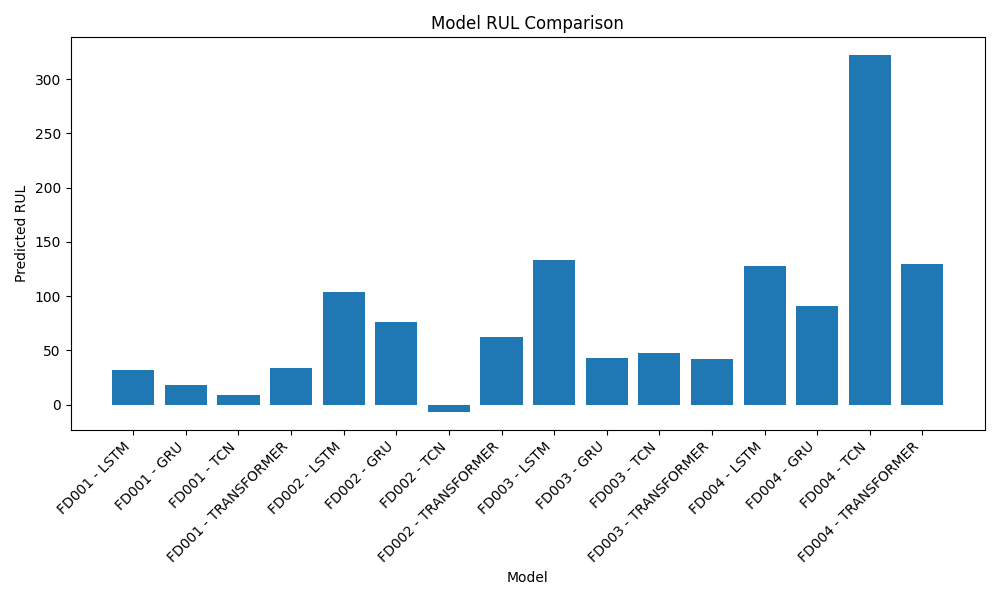 Model RUL Comparison
Predicted RUL
300
250
200
150
100
50
0
FD001 - LSTM
FD001 - GRU
FD001 - TCN
FD001 - TRANSFORMER
FD002 - LSTM
FD002 - GRU
FD002 - TCN
FD002 - TRANSFORMER
FD003 - LSTM
FD003 - GRU
FD003 - TCN
FD003 - TRANSFORMER
FD004 - LSTM
FD004 - GRU
FD004 - TCN
FD004 - TRANSFORMER
Model